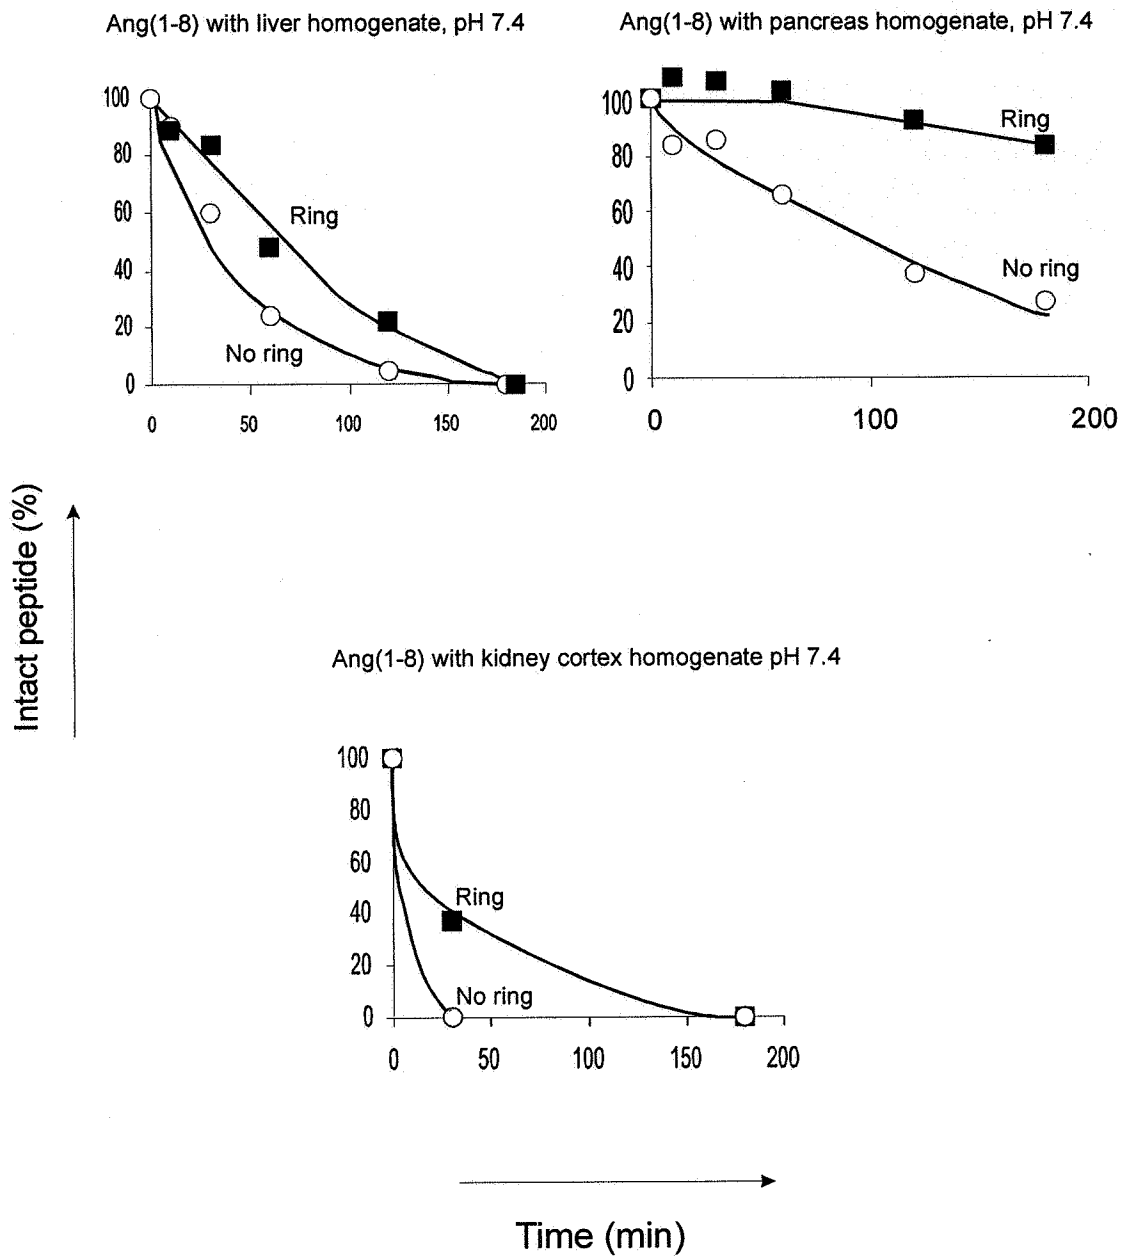 Ang(1-8) with liver homogenate, pH 7.4
100
80
60
40
20
0
0 50 100 150 200
Ring
No ring
Ang(1-8) with pancreas homogenate, pH 7.4
100
80
60
40
20
0
0 100 200
Ring
No ring
Intact peptide (%)
Ang(1-8) with kidney cortex homogenate pH 7.4
100
80
60
40
20
0
0 50 100 150 200
Ring
No ring
Time (min)